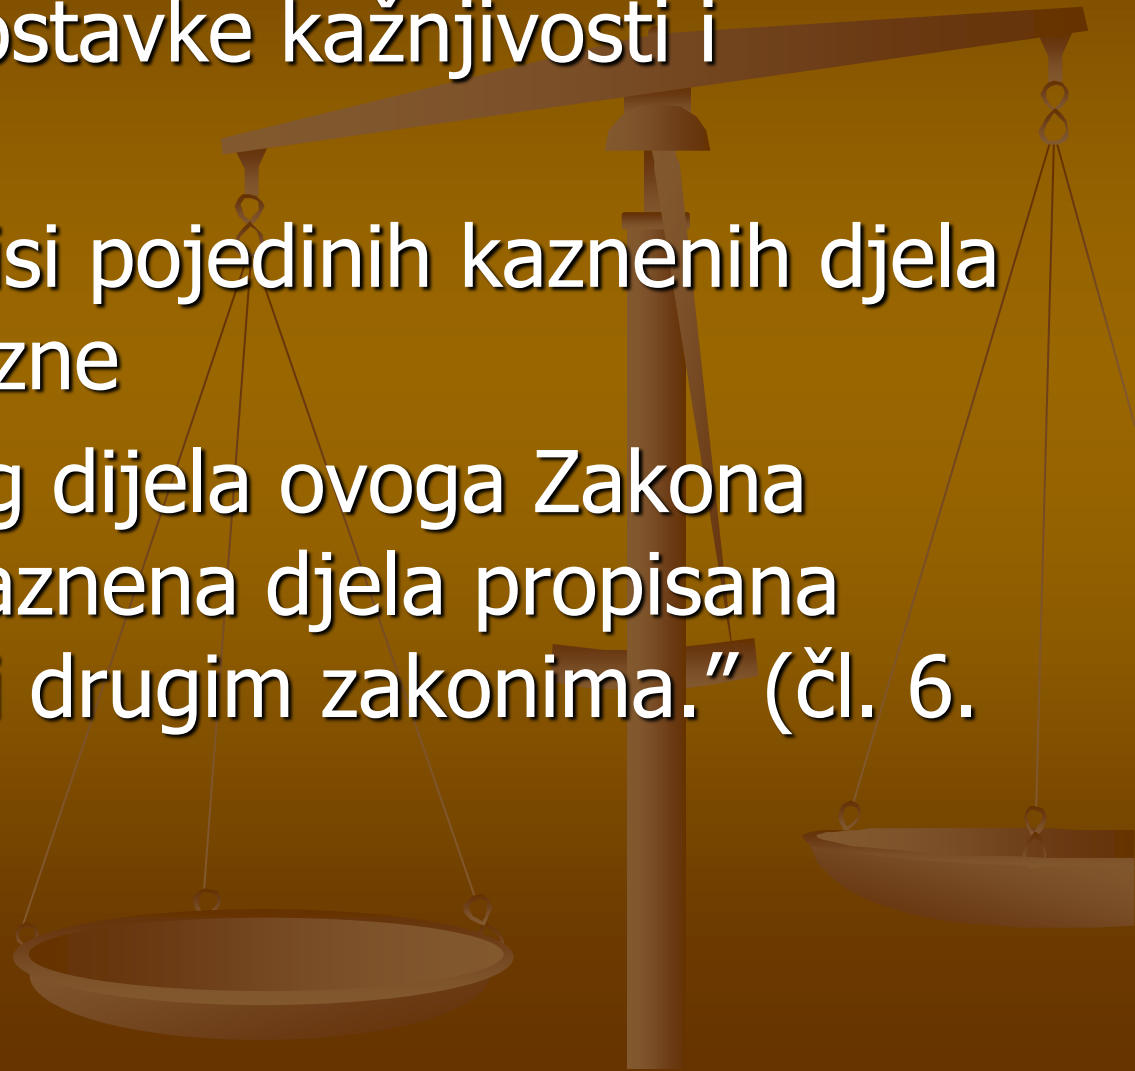 ostavke kažnjivosti i
isi pojedinih kaznenih djela
zne
g dijela ovoga Zakona
aznena djela propisana
i drugim zakonima.” (čl. 6.